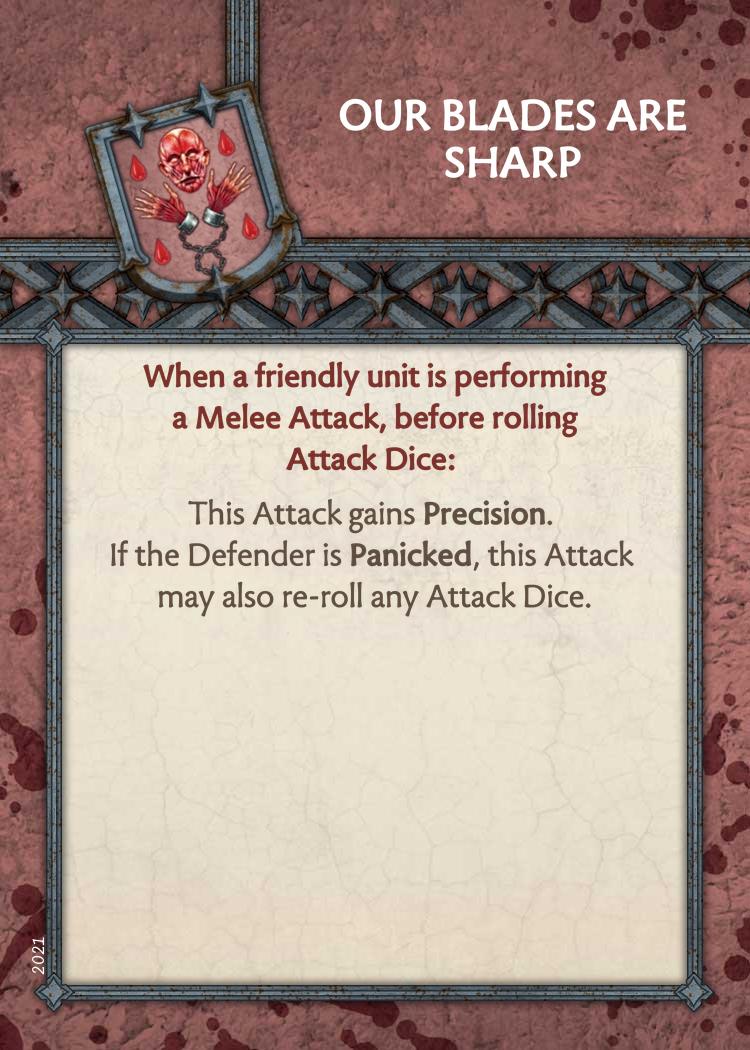 OUR BLADES ARE
SHARP
When a friendly unit is performing
a Melee Attack, before rolling
Attack Dice:
This Attack gains Precision.
If the Defender is Panicked, this Attack
may also re-roll any Attack Dice.
2021